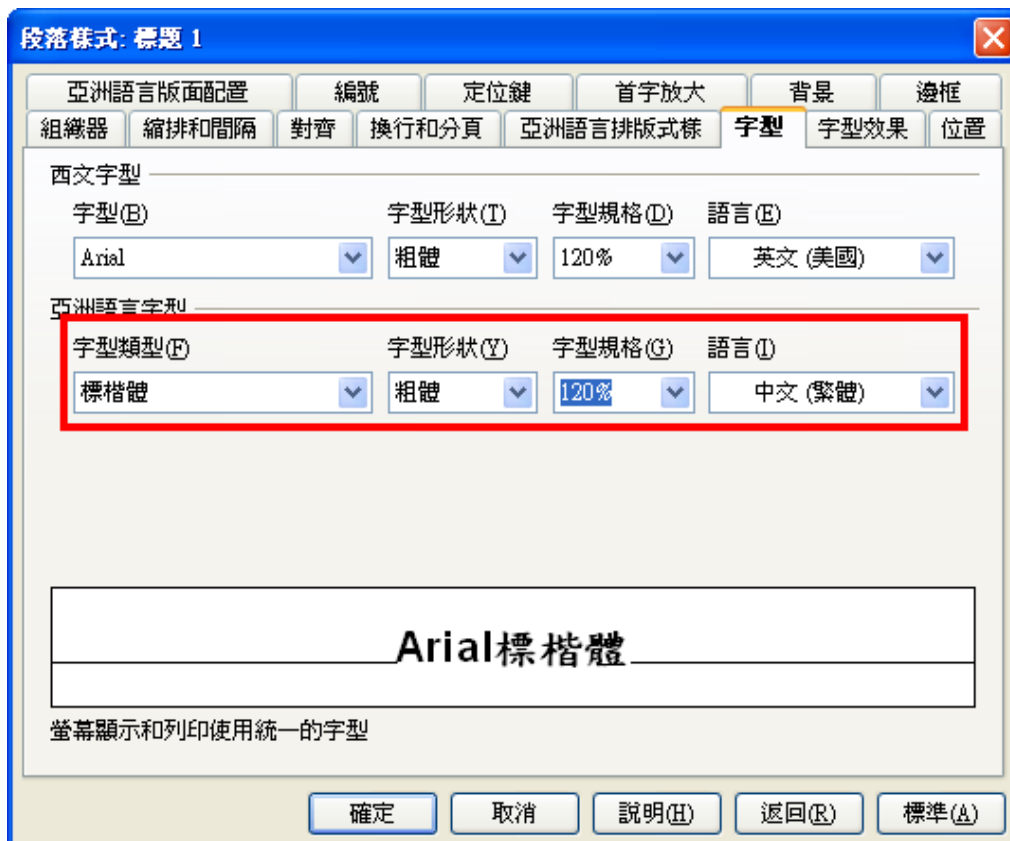 段落樣式: 標題 1
亞洲語言版面配置 編號 定位鍵 首字放大 背景 邊框
組織器 縮排和間隔 對齊 換行和分頁 亞洲語言排版式樣 字型 字型效果 位置
西文字型
字型(B) 字型形狀(T) 字型規格(D) 語言(E)
Arial 粗體 120% 英文 (美國)
亞洲語言字型
字型類型(F) 字型形狀(Y) 字型規格(G) 語言(I)
標楷體 粗體 120% 中文 (繁體)
Arial標楷體
螢幕顯示和列印使用統一的字型
確定 取消 說明(H) 返回(R) 標準(A)